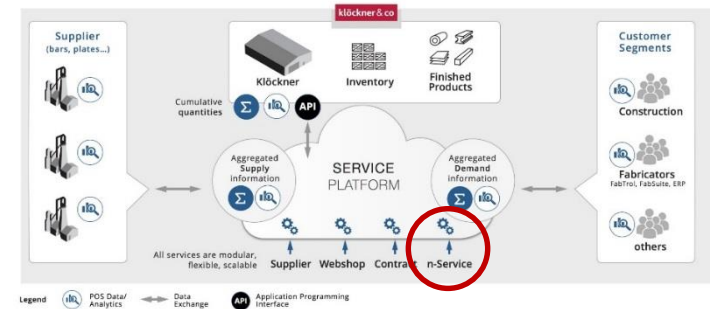 klöckner & co
Supplier
(bars, plates...)
Klöckner
Inventory
Finished
Products
Customer
Segments
Construction
Fabricators
FabTrol, FabSuite, ERP
others
Cumulative
quantities
Σ
API
Aggregated
Supply
information
Σ
SERVICE
PLATFORM
Aggregated
Demand
information
Σ
All services are modular,
flexible, scalable
Supplier Webshop Contract n-Service
Legend POS Data/
Analytics
Data
Exchange
API Application Programming
Interface